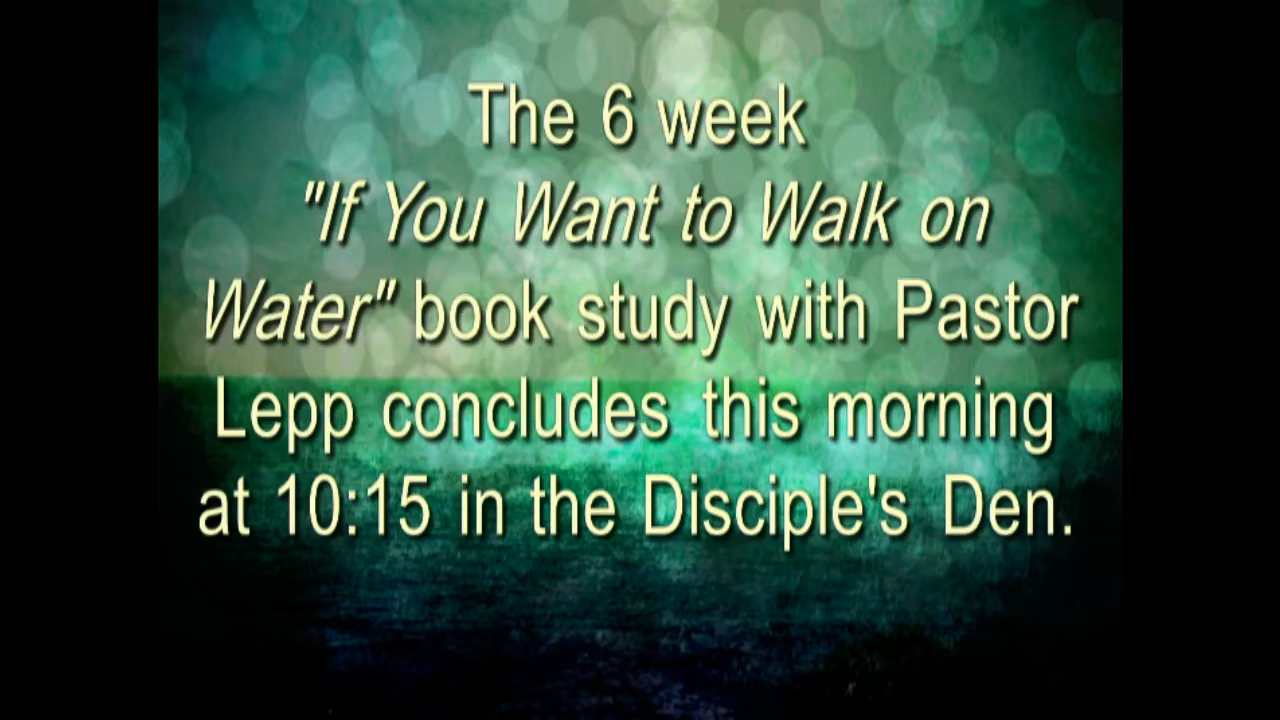 The 6 week
"If You Want to Walk on
Water" book study with Pastor
Lepp concludes this morning
at 10:15 in the Disciple's Den.